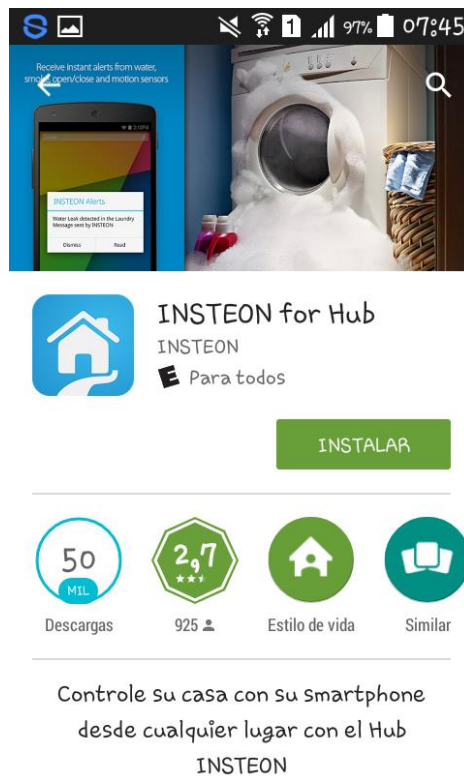 1 97% 07:45
Receive instant alerts from water,
smoke, open/close and motion sensors
2:10PM
INSTEON Alerts
Water Leak detected in the Laundry
Message sent by INSTEON
Dismiss Read
INSTEON for Hub
INSTEON
E Para todos
INSTALAR
50
MIL
2,7
Descargas
925
Estilo de vida
Similar
Controle su casa con su smartphone
desde cualquier lugar con el Hub
INSTEON